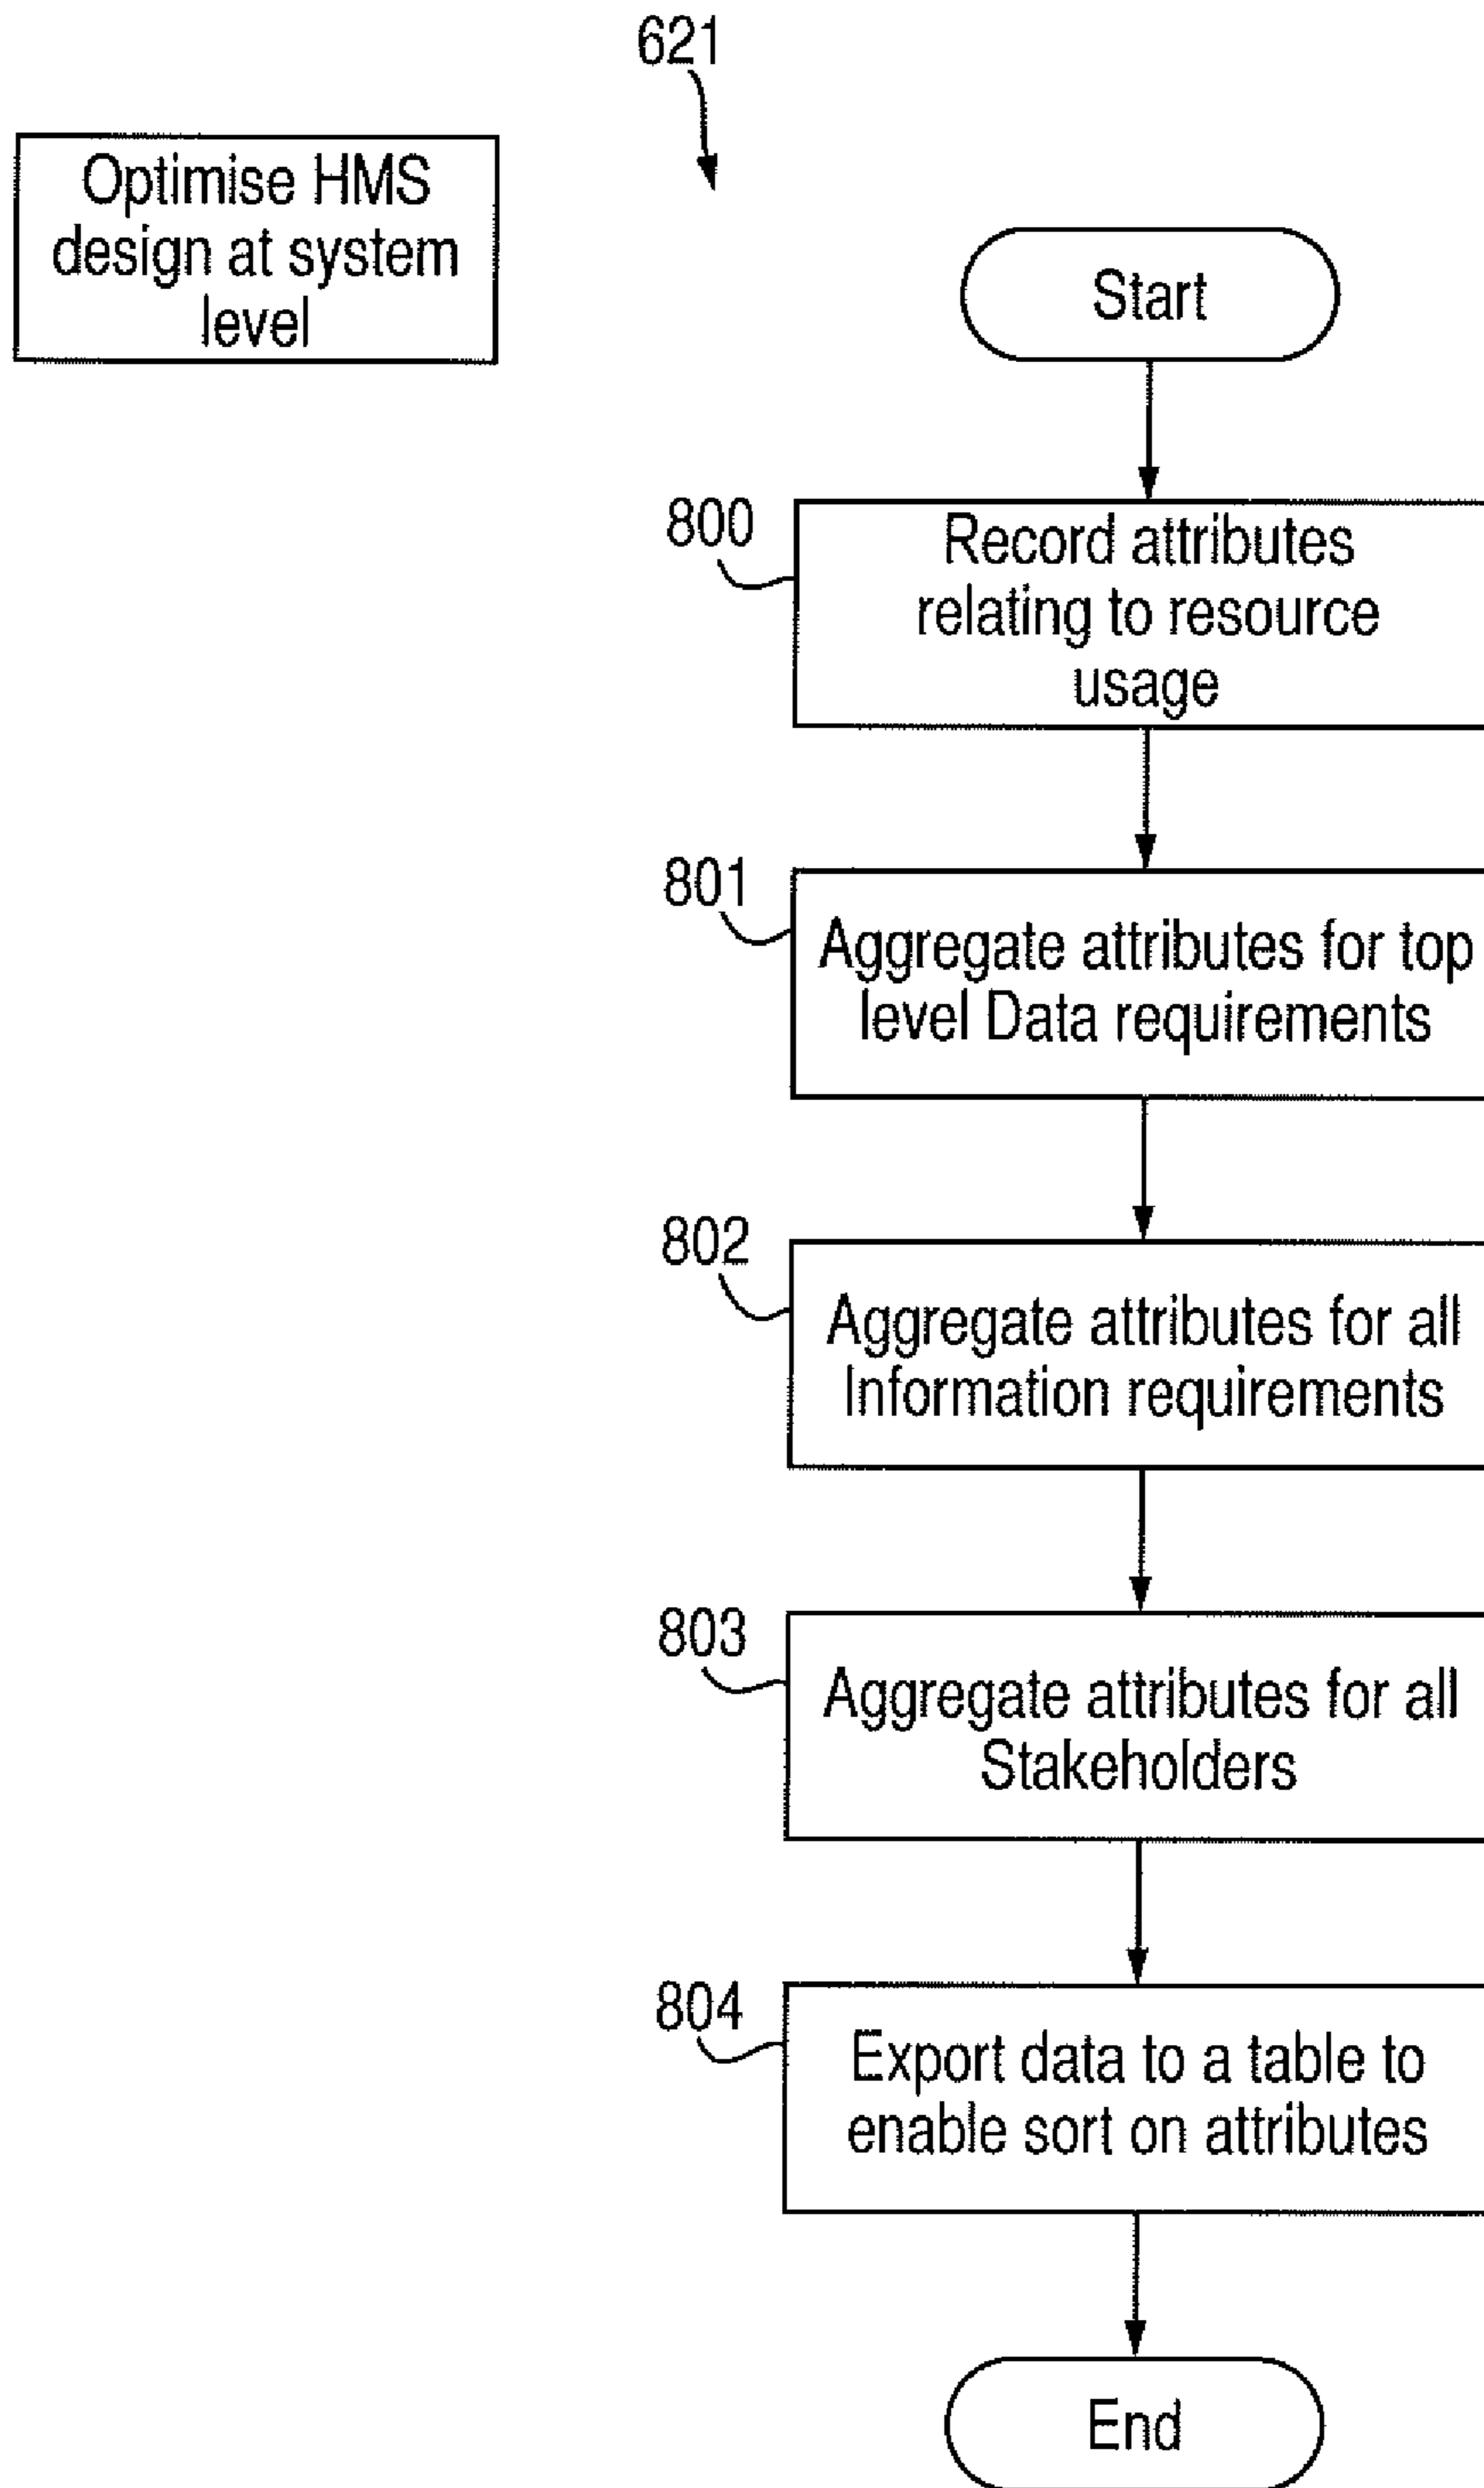 621
Optimise HMS
design at system
level
Start
800
Record attributes
relating to resource
usage
801
Aggregate attributes for top
level Data requirements
802
Aggregate attributes for all
Information requirements
803
Aggregate attributes for all
Stakeholders
804
Export data to a table to
enable sort on attributes
End